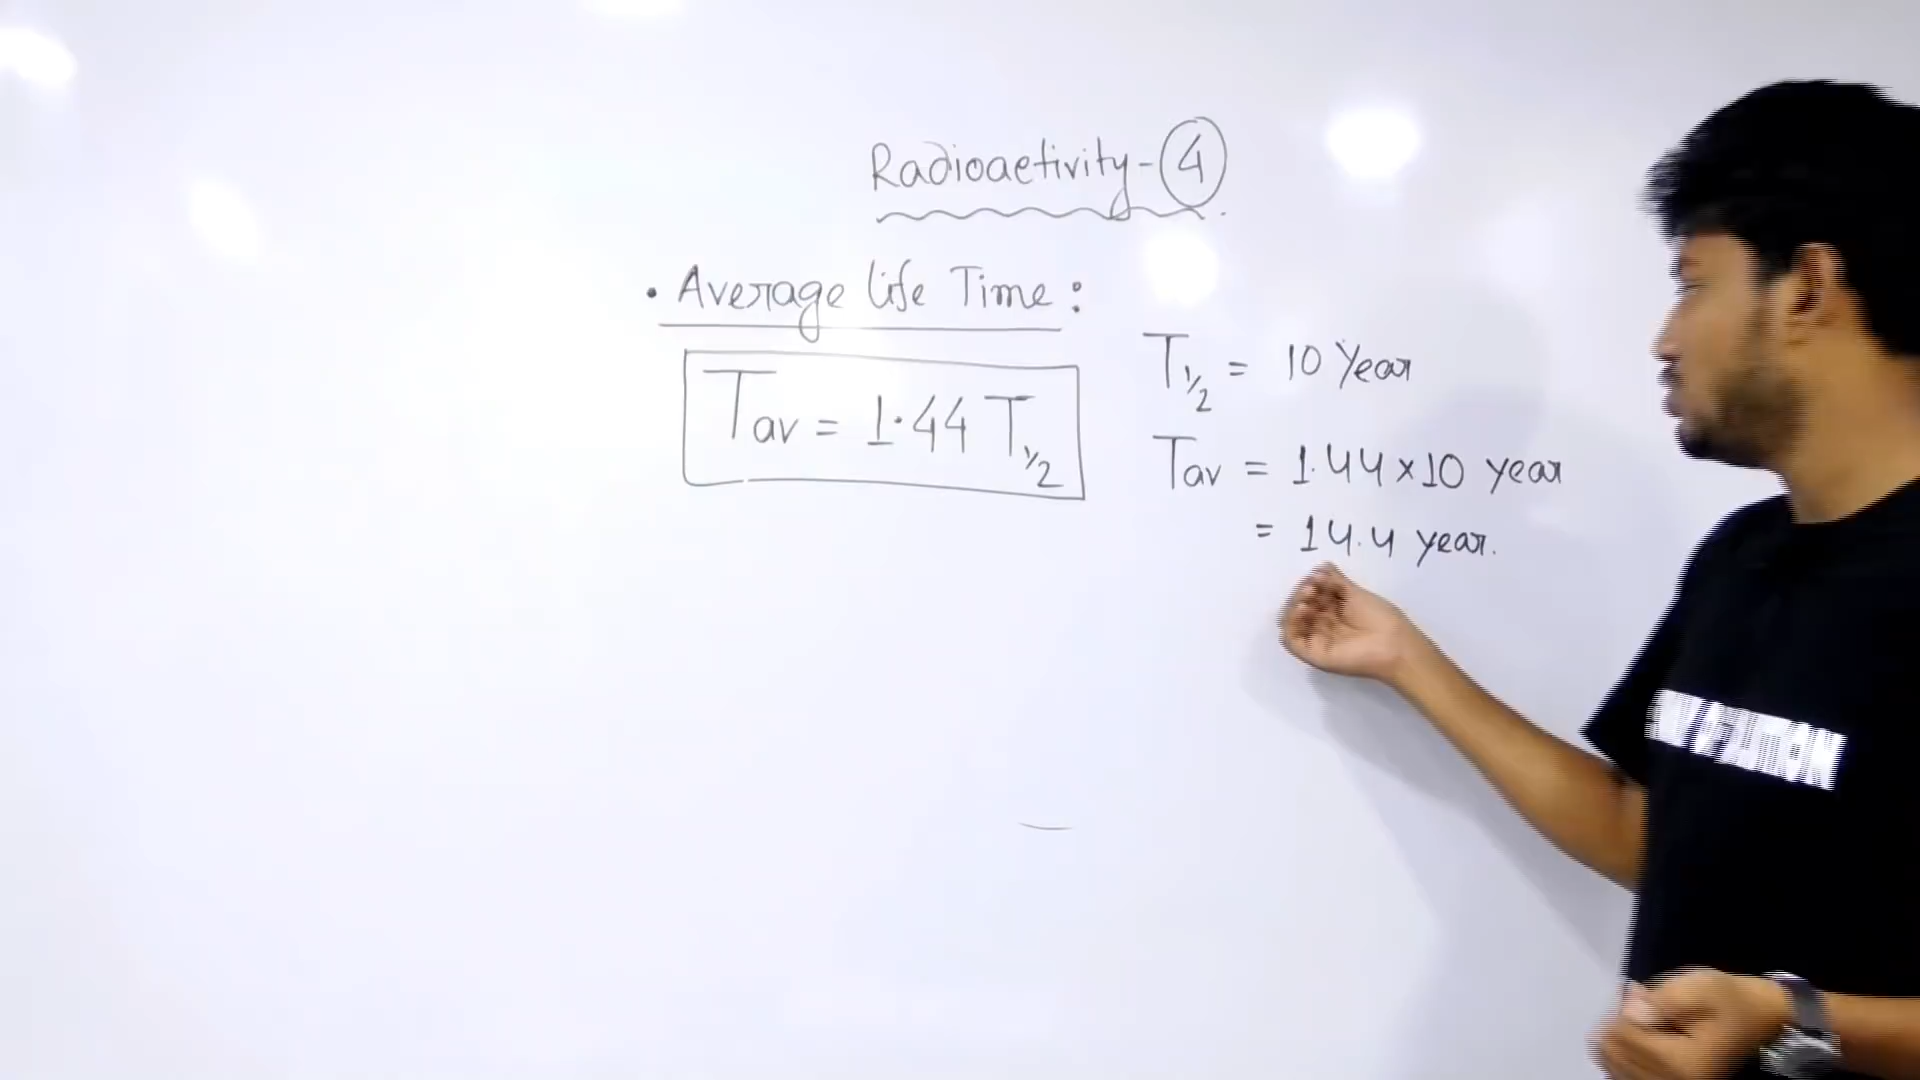 Radioactivity-4
• Average life Time:
Tav = 1.44 T1/2
T1/2 = 10 Year
Tav = 1.44 × 10 year
= 14.4 year.